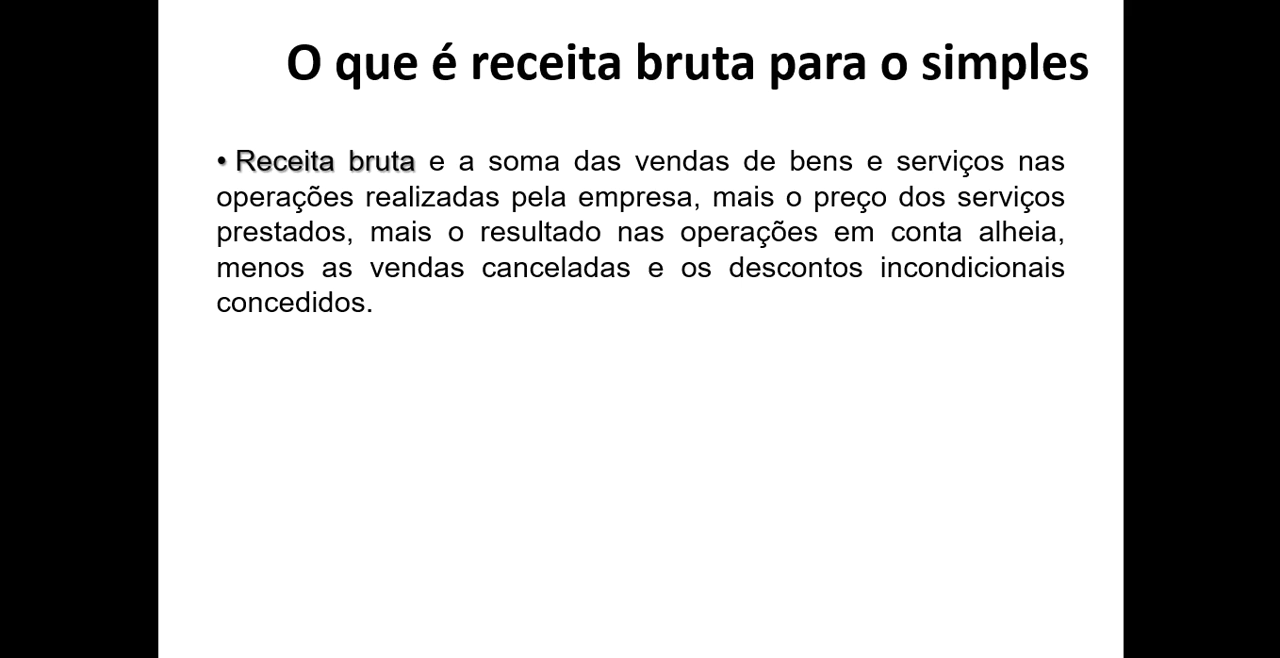 O que é receita bruta para o simples
• Receita bruta e a soma das vendas de bens e serviços nas
operações realizadas pela empresa, mais o preço dos serviços
prestados, mais o resultado nas operações em conta alheia,
menos as vendas canceladas e os descontos incondicionais
concedidos.